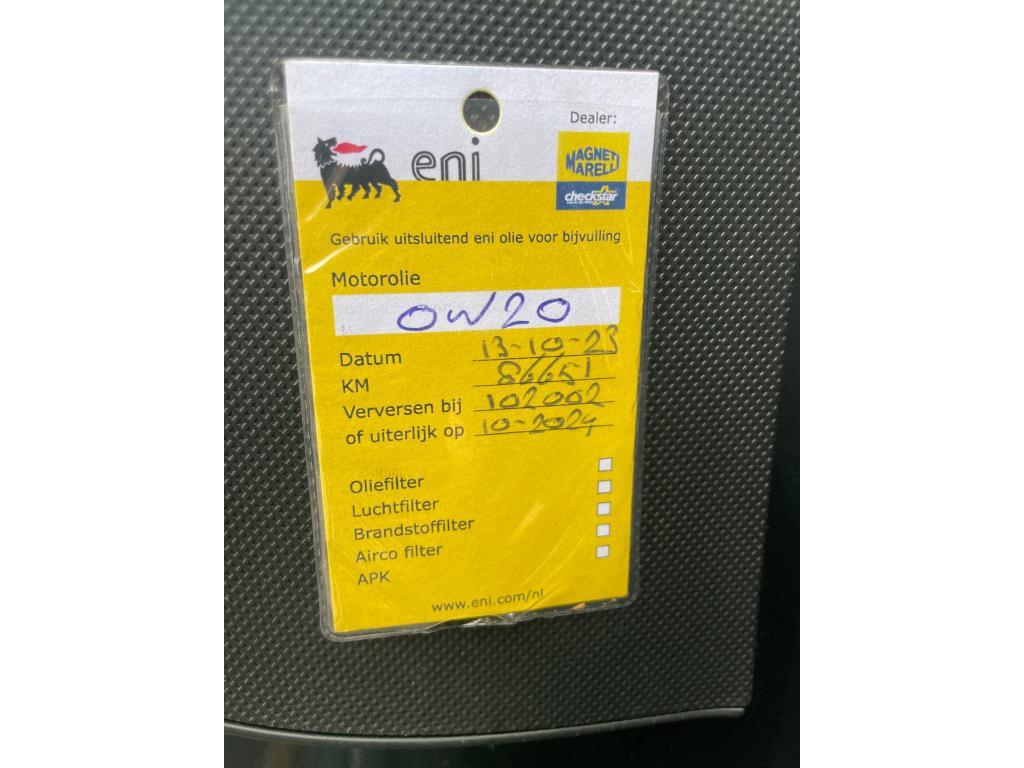 Dealer:
eni
MAGNETI
MARELLI
checkstar
Gebruik uitsluitend eni olie voor bijvulling
Motorolie
0W20
Datum 13-10-23
KM 86651
Verversen bij 102002
of uiterlijk op 10-2024
Oliefilter
Luchtfilter
Brandstoffilter
Airco filter
APK
www.eni.com/nl